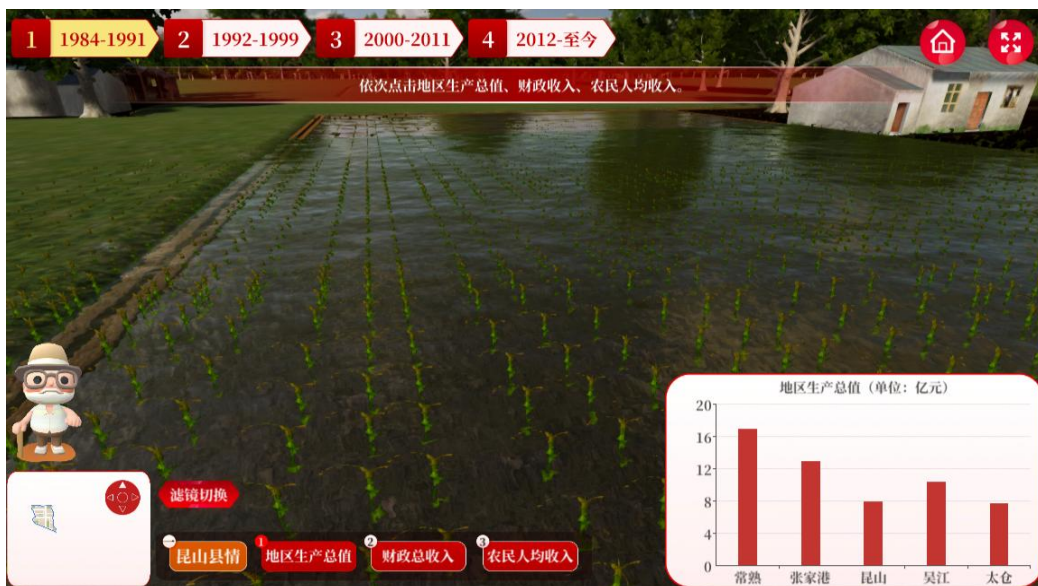 1 1984-1991 2 1992-1999 3 2000-2011 4 2012-至今
依次点击地区生产总值、财政收入、农民人均收入。
地区生产总值（单位：亿元）
20
16
12
8
4
0
常熟 张家港 昆山 吴江 太仓
滤镜切换
一 昆山县情 1 地区生产总值 2 财政总收入 3 农民人均收入